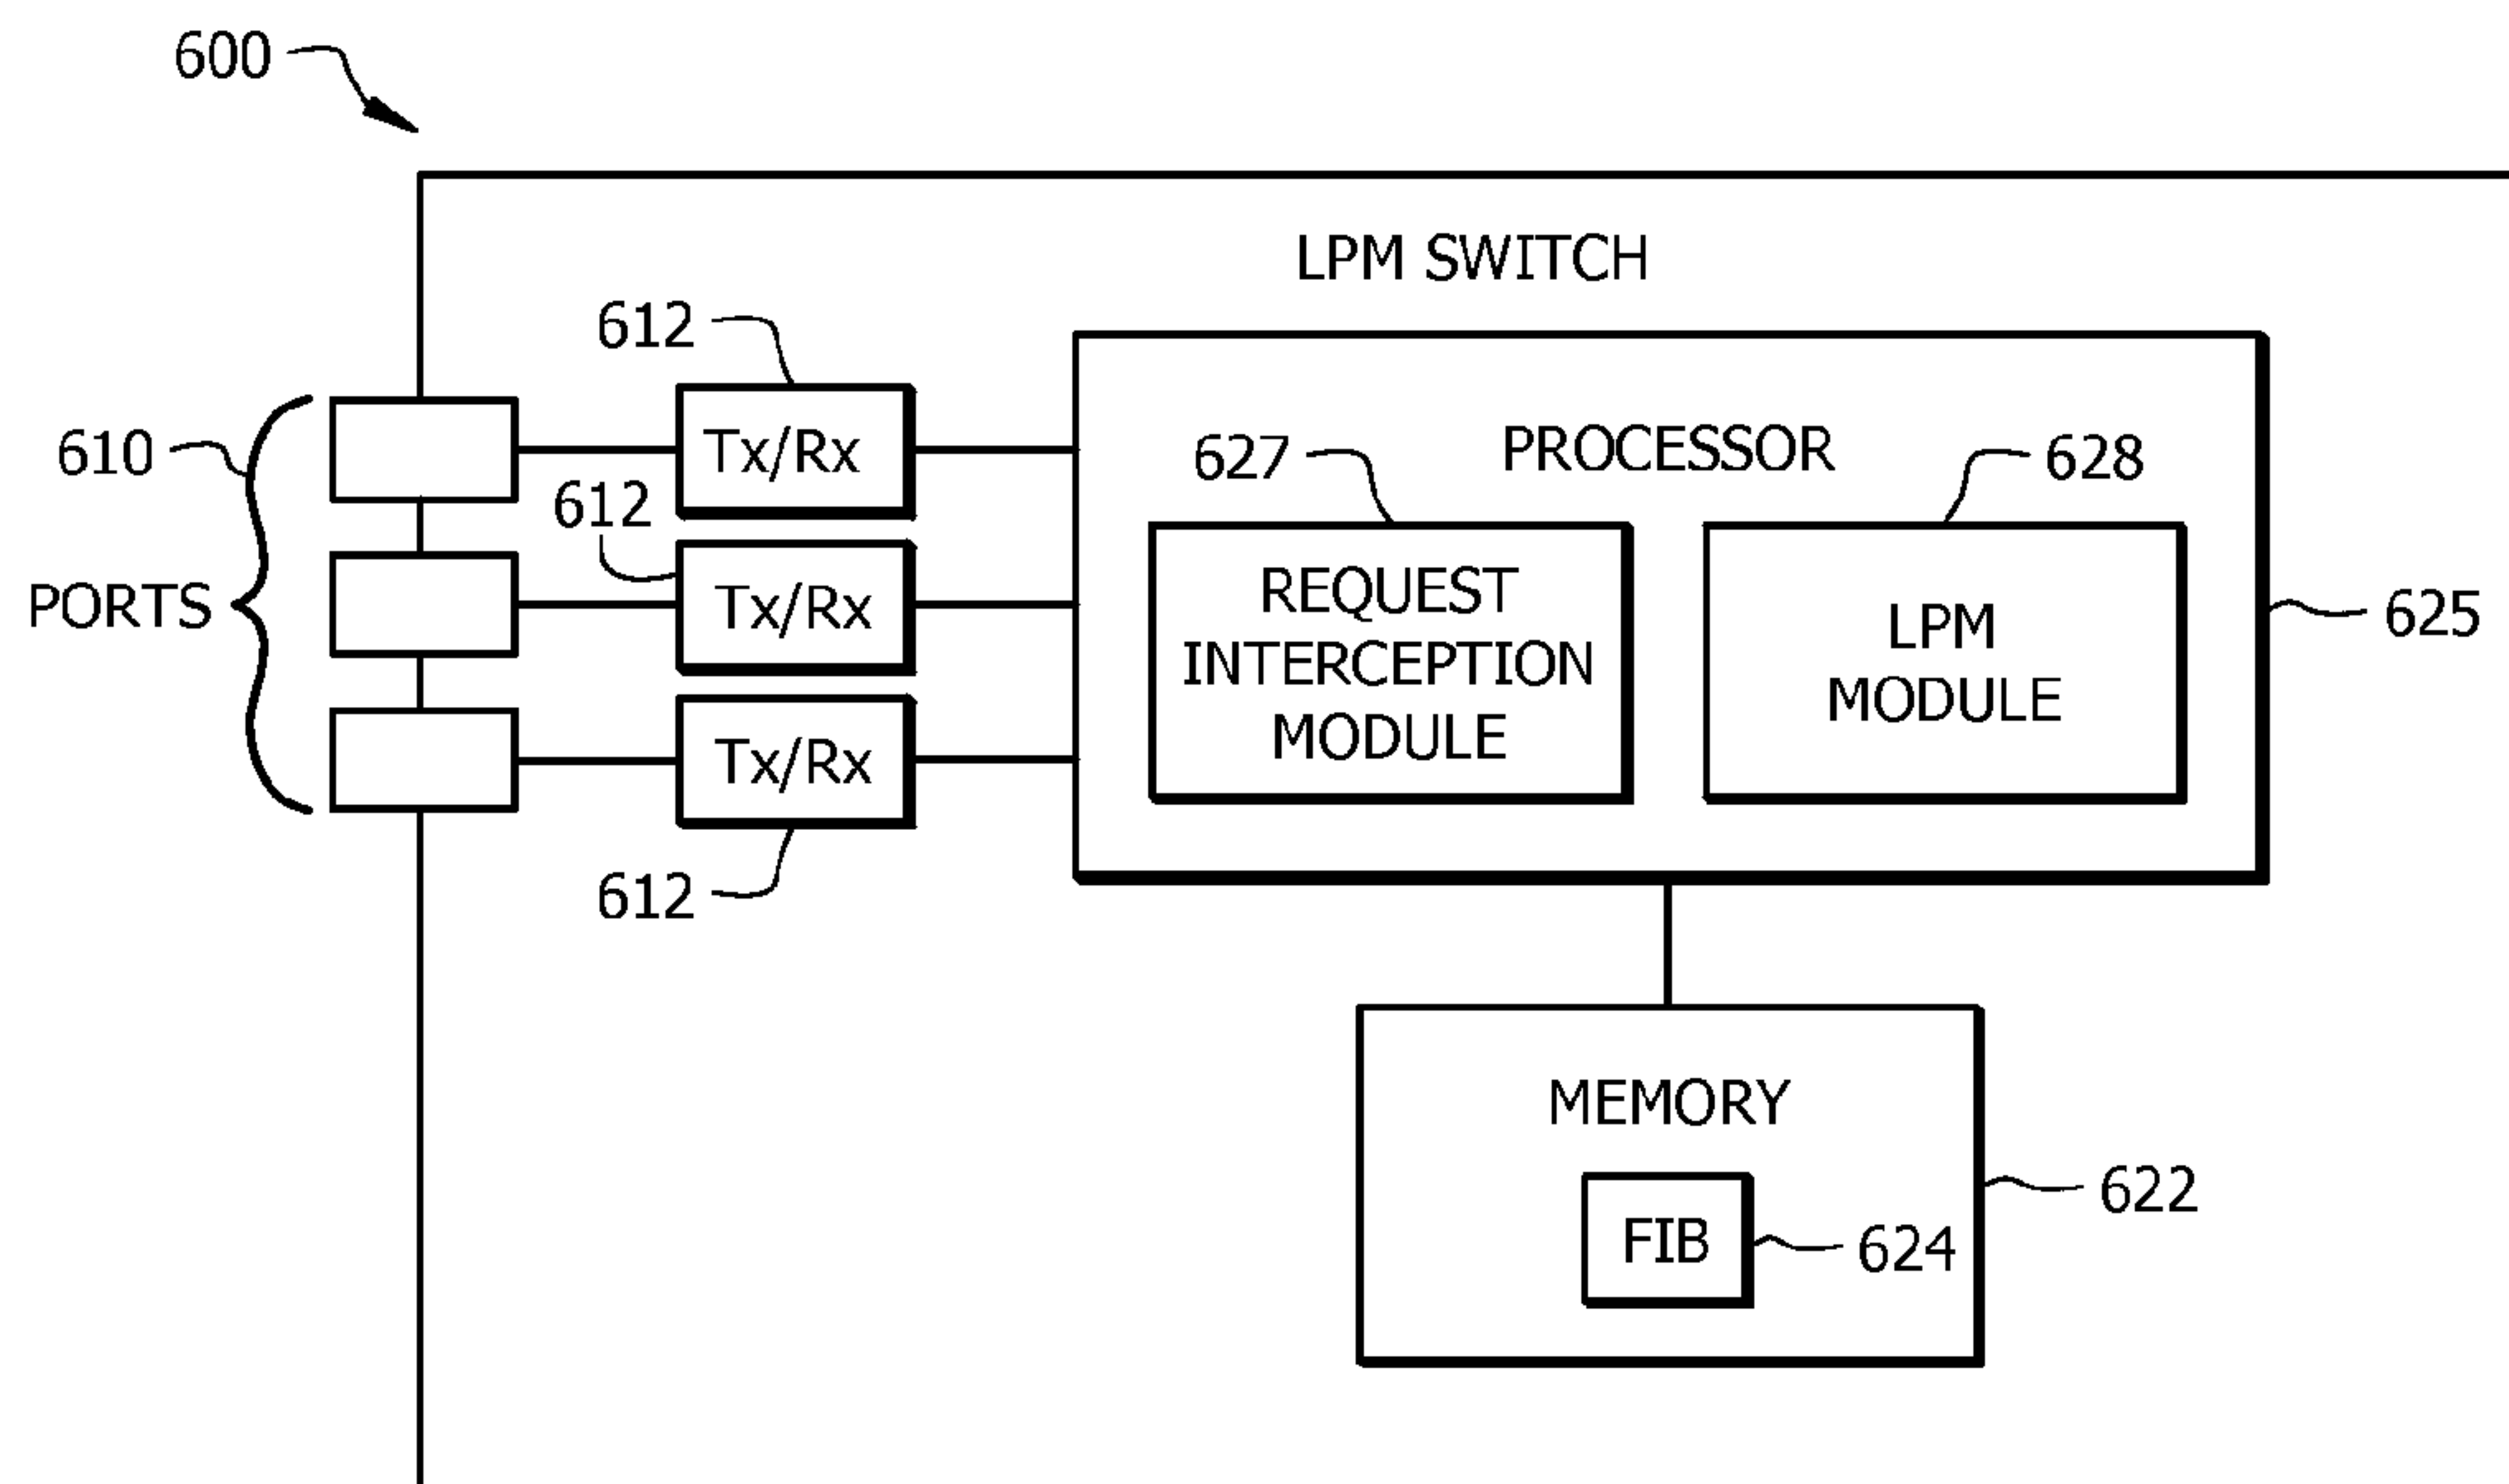 600
LPM SWITCH
612
610
Tx/Rx
627
PROCESSOR
628
612
PORTS
Tx/Rx
REQUEST
INTERCEPTION
MODULE
LPM
MODULE
625
Tx/Rx
612
MEMORY
622
FIB
624